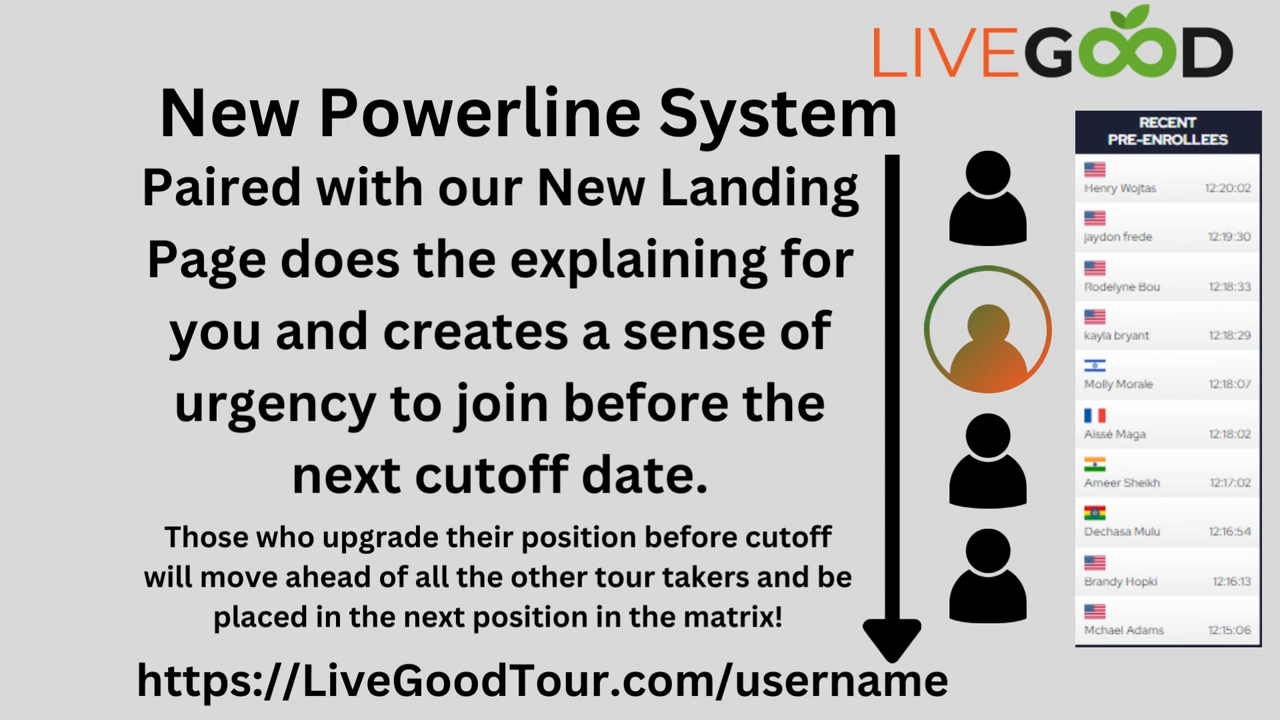 LIVEGOOD
New Powerline System
Paired with our New Landing
Page does the explaining for
you and creates a sense of
urgency to join before the
next cutoff date.
Those who upgrade their position before cutoff
will move ahead of all the other tour takers and be
placed in the next position in the matrix!
https://LiveGoodTour.com/username
RECENT
PRE-ENROLLEES
Henry Wojtas 12:20:02
jaydon frede 12:19:30
Rodelyne Bou 12:18:33
kayla bryant 12:18:29
Molly Morale 12:18:07
Aïssé Maga 12:18:02
Ameer Sheikh 12:17:02
Dechasa Mulu 12:16:54
Brandy Hopki 12:16:13
Mchael Adams 12:15:06